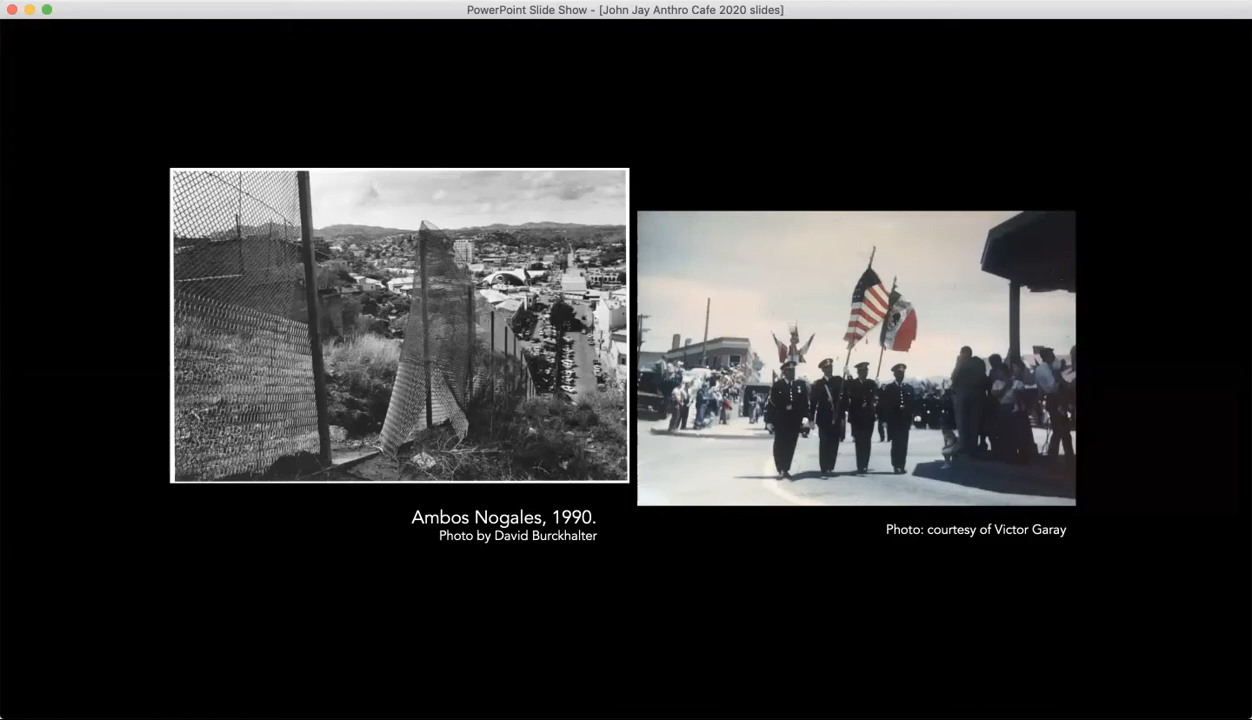 PowerPoint Slide Show - [John Jay Anthro Cafe 2020 slides]
Ambos Nogales, 1990.
Photo by David Burckhalter
Photo: courtesy of Victor Garay